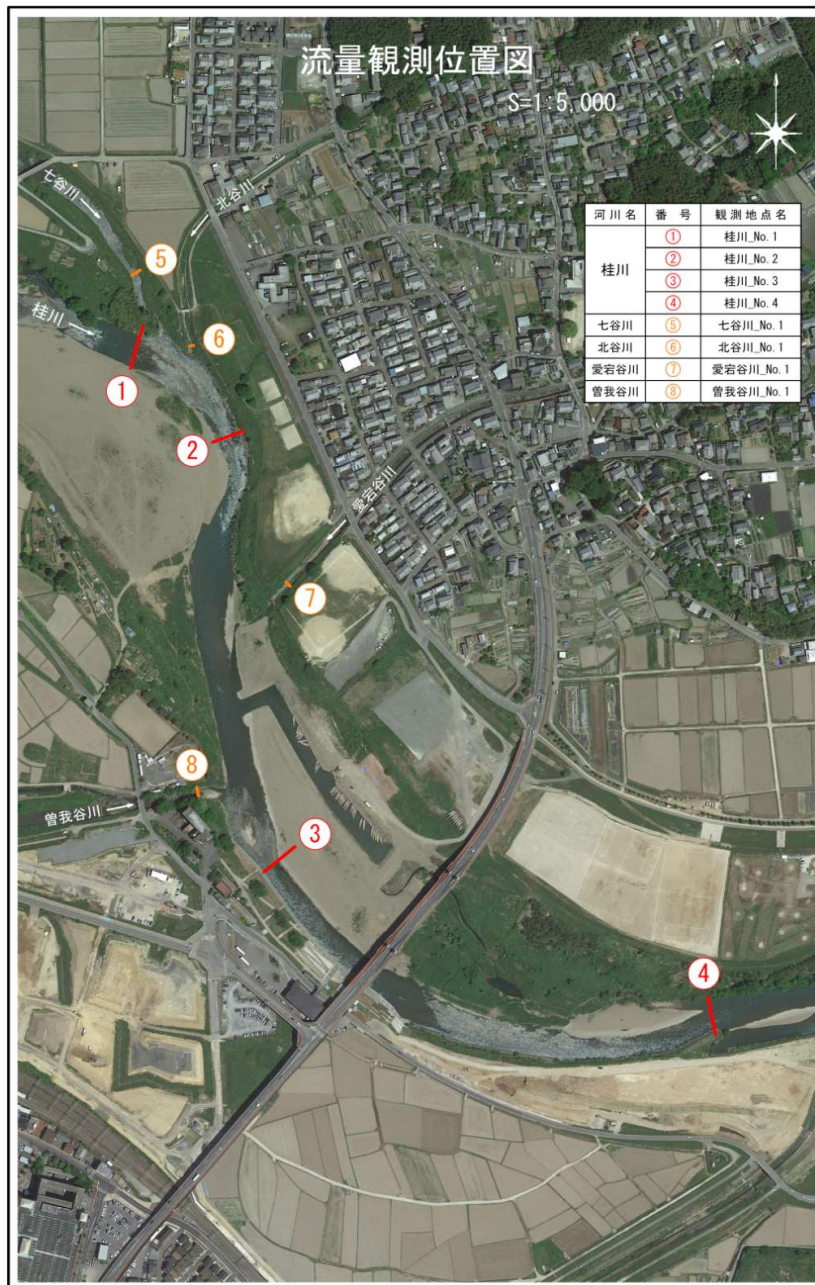 流量観測位置図
S=1:5,000
河川名 番 号 観測地点名
桂川 ① 桂川_No.1
② 桂川_No.2
③ 桂川_No.3
④ 桂川_No.4
七谷川 ⑤ 七谷川_No.1
北谷川 ⑥ 北谷川_No.1
愛宕谷川 ⑦ 愛宕谷川_No.1
曽我谷川 ⑧ 曽我谷川_No.1
七谷川
北谷川
⑤
桂川
⑥
①
②
愛宕谷川
⑦
⑧
曽我谷川
③
④